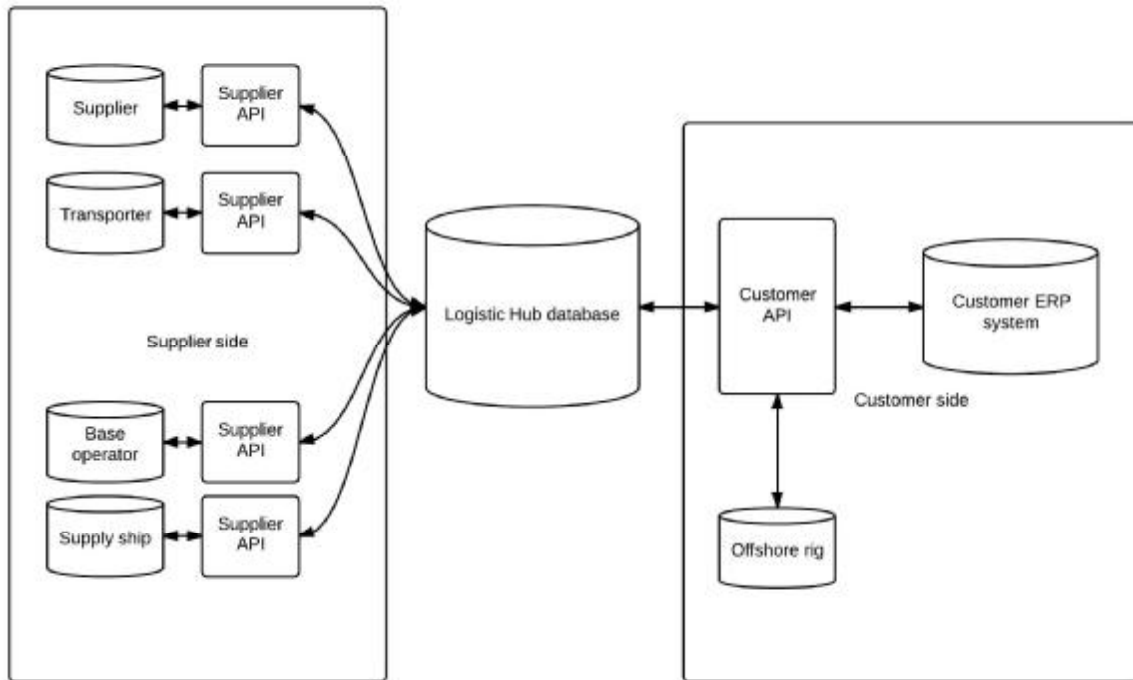 Supplier
Supplier
API
Transporter
Supplier
API
Supplier side
Base
operator
Supplier
API
Supply ship
Supplier
API
Logistic Hub database
Customer
API
Customer ERP
system
Customer side
Offshore rig